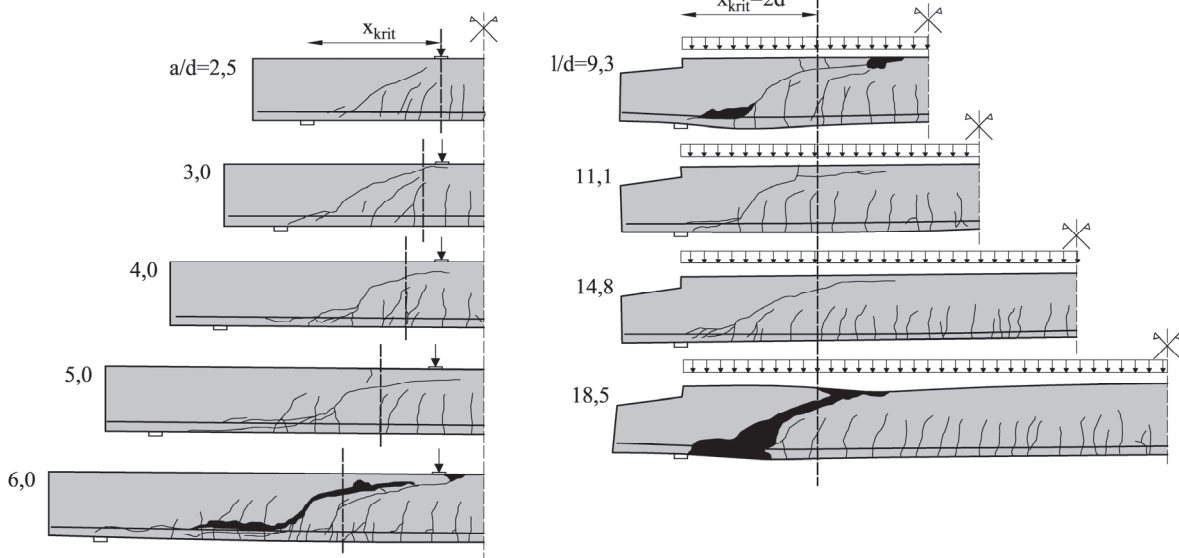 x_krit
a/d=2,5
3,0
4,0
5,0
6,0
x_krit=2d
l/d=9,3
11,1
14,8
18,5